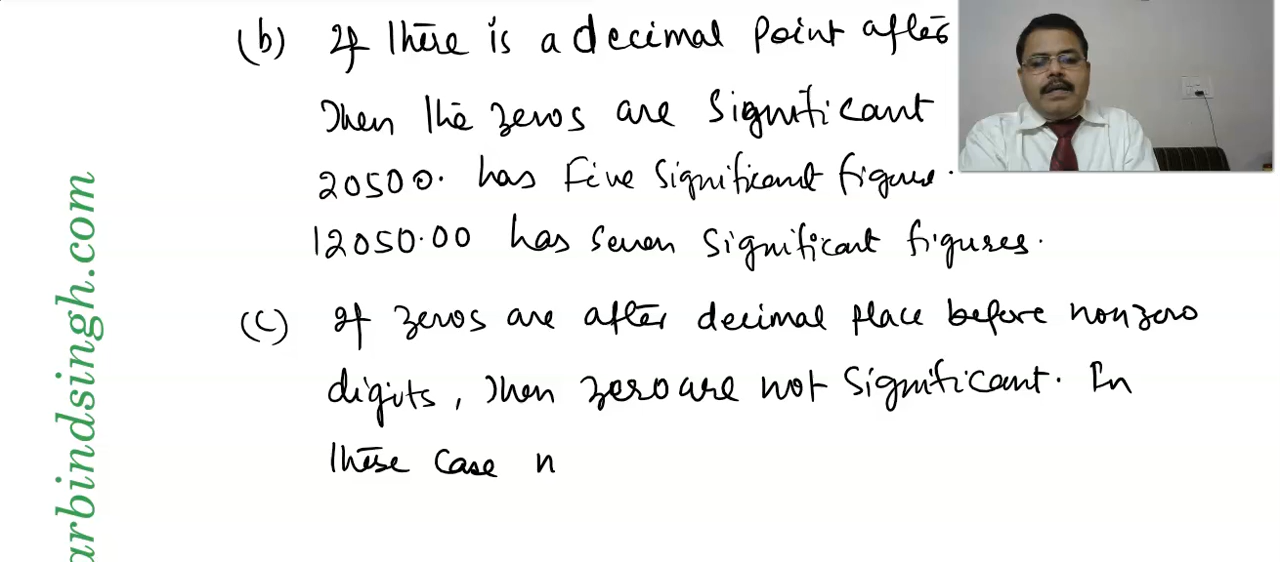 (b) If there is a decimal point after
Then the zeros are significant
20500. has Five significant figure.
12050.00 has seven significant figures.
(C) If zeros are after decimal place before nonzero
digits, Then zero are not significant. In
these case n
arbindsingh.com